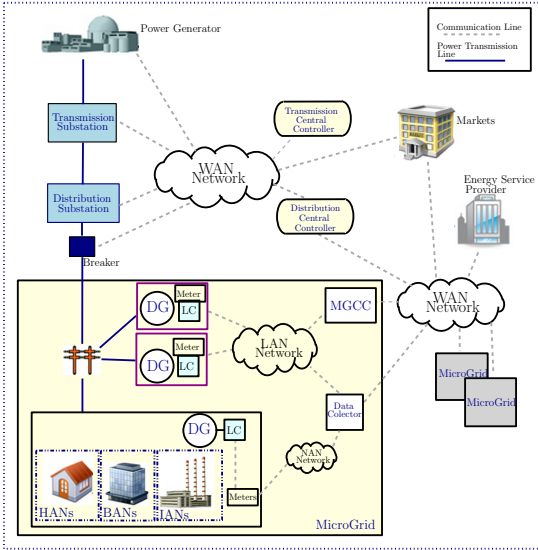 Power Generator
Communication Line
Power Transmission
Line
Transmission
Substation
Transmission
Central
Controller
Markets
WAN
Network
Energy Service
Provider
Distribution
Substation
Distribution
Central
Controller
Breaker
WAN
Network
DG
Meter
LC
MGCC
DG
Meter
LC
LAN
Network
MicroGrid
MicroGrid
Data
Colector
DG
LC
NAN
Network
Meters
HANs
BANs
IANs
MicroGrid